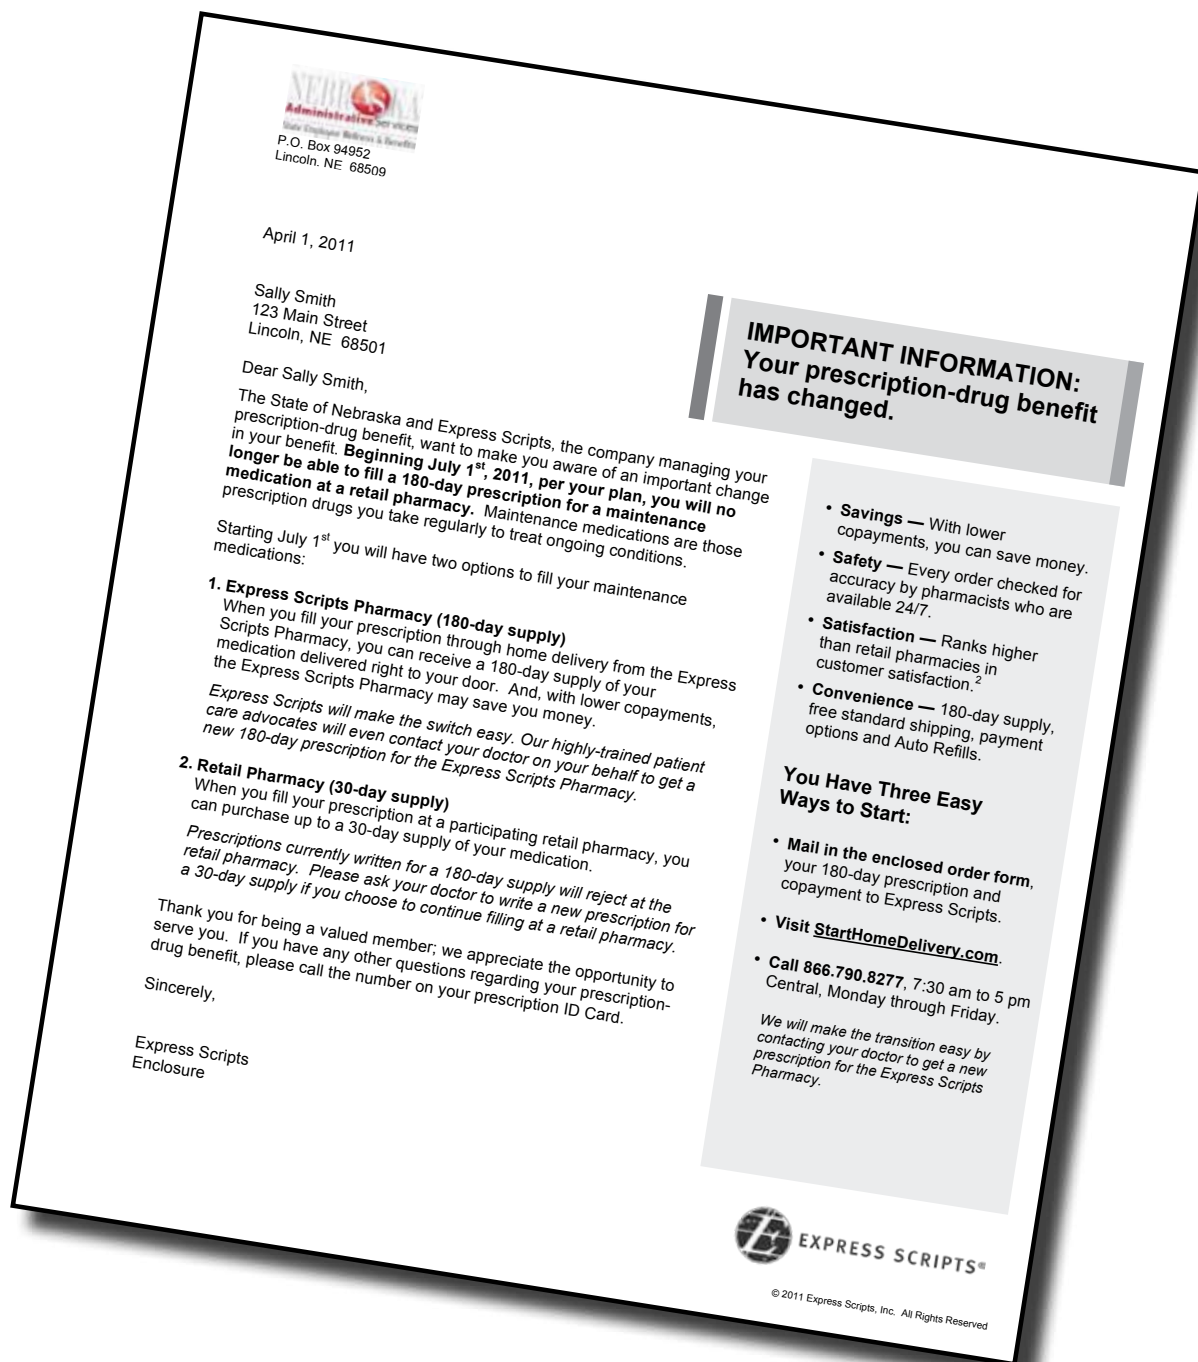 NEBRASKA
Administrative Services
State Employee Wellness & Benefits
P.O. Box 94952
Lincoln. NE  68509
April 1, 2011
Sally Smith
123 Main Street
Lincoln, NE  68501
Dear Sally Smith,
The State of Nebraska and Express Scripts, the company managing your
prescription-drug benefit, want to make you aware of an important change
in your benefit. Beginning July 1st, 2011, per your plan, you will no
longer be able to fill a 180-day prescription for a maintenance
medication at a retail pharmacy.  Maintenance medications are those
prescription drugs you take regularly to treat ongoing conditions.
Starting July 1st you will have two options to fill your maintenance
medications:
1. Express Scripts Pharmacy (180-day supply)
When you fill your prescription through home delivery from the Express
Scripts Pharmacy, you can receive a 180-day supply of your
medication delivered right to your door.  And, with lower copayments,
the Express Scripts Pharmacy may save you money.
Express Scripts will make the switch easy. Our highly-trained patient
care advocates will even contact your doctor on your behalf to get a
new 180-day prescription for the Express Scripts Pharmacy.
2. Retail Pharmacy (30-day supply)
When you fill your prescription at a participating retail pharmacy, you
can purchase up to a 30-day supply of your medication.
Prescriptions currently written for a 180-day supply will reject at the
retail pharmacy.  Please ask your doctor to write a new prescription for
a 30-day supply if you choose to continue filling at a retail pharmacy.
Thank you for being a valued member; we appreciate the opportunity to
serve you.  If you have any other questions regarding your prescription-
drug benefit, please call the number on your prescription ID Card.
Sincerely,
Express Scripts
Enclosure
IMPORTANT INFORMATION:
Your prescription-drug benefit
has changed.
• Savings — With lower
copayments, you can save money.
• Safety — Every order checked for
accuracy by pharmacists who are
available 24/7.
• Satisfaction — Ranks higher
than retail pharmacies in
customer satisfaction.2
• Convenience — 180-day supply,
free standard shipping, payment
options and Auto Refills.
You Have Three Easy
Ways to Start:
• Mail in the enclosed order form,
your 180-day prescription and
copayment to Express Scripts.
• Visit StartHomeDelivery.com.
• Call 866.790.8277, 7:30 am to 5 pm
Central, Monday through Friday.
We will make the transition easy by
contacting your doctor to get a new
prescription for the Express Scripts
Pharmacy.
EXPRESS SCRIPTS®
© 2011 Express Scripts, Inc.  All Rights Reserved